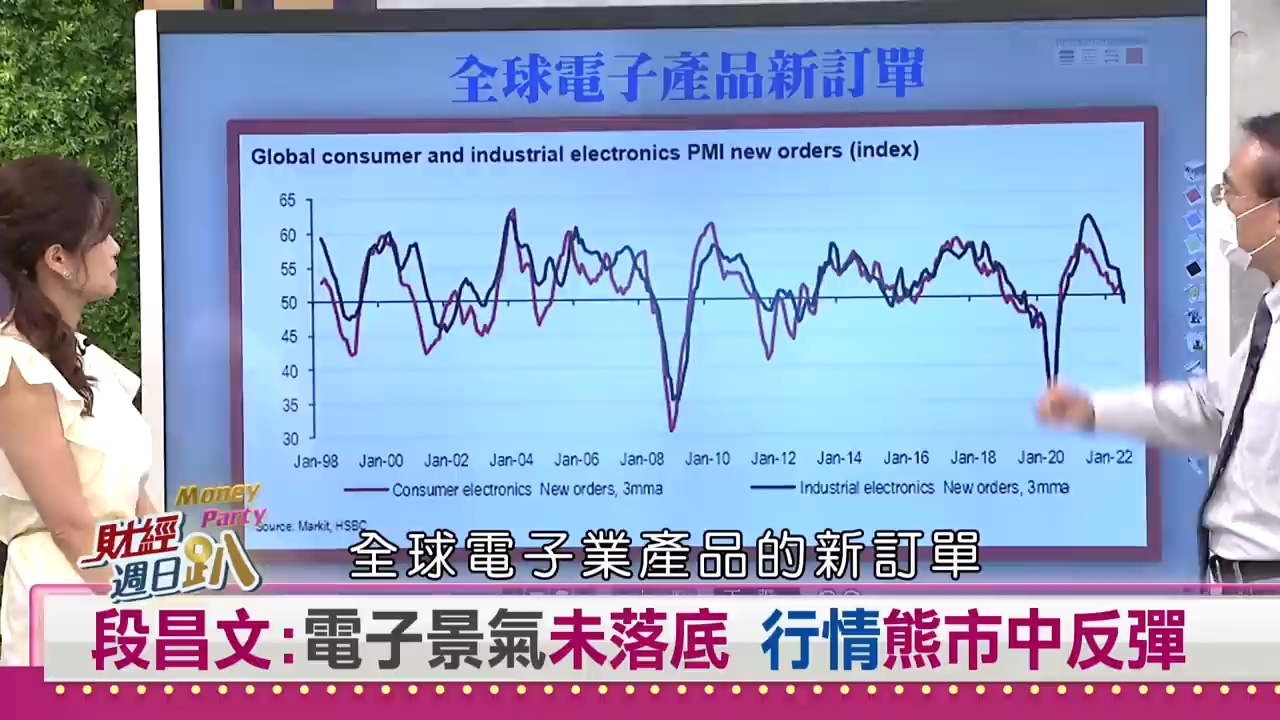 全球電子產品新訂單
Global consumer and industrial electronics PMI new orders (index)
65
60
55
50
45
40
35
30
Jan-98 Jan-00 Jan-02 Jan-04 Jan-06 Jan-08 Jan-10 Jan-12 Jan-14 Jan-16 Jan-18 Jan-20 Jan-22
Consumer electronics New orders, 3mma
Industrial electronics New orders, 3mma
Source: Markit, HSBC
Money
Party
財經
週日趴
全球電子業產品的新訂單
段昌文:電子景氣未落底 行情熊市中反彈